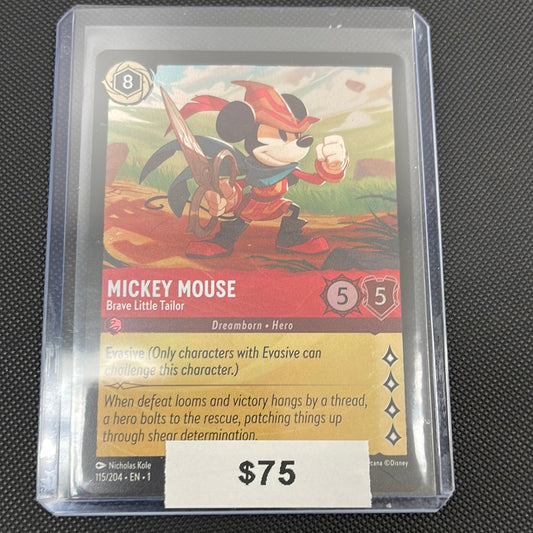 8
MICKEY MOUSE
Brave Little Tailor
5 5
Dreamborn • Hero
Evasive (Only characters with Evasive can
challenge this character.)
When defeat looms and victory hangs by a thread,
a hero bolts to the rescue, patching things up
through shear determination.
Nicholas Kole
115/204 • EN • 1
©Disney
$75